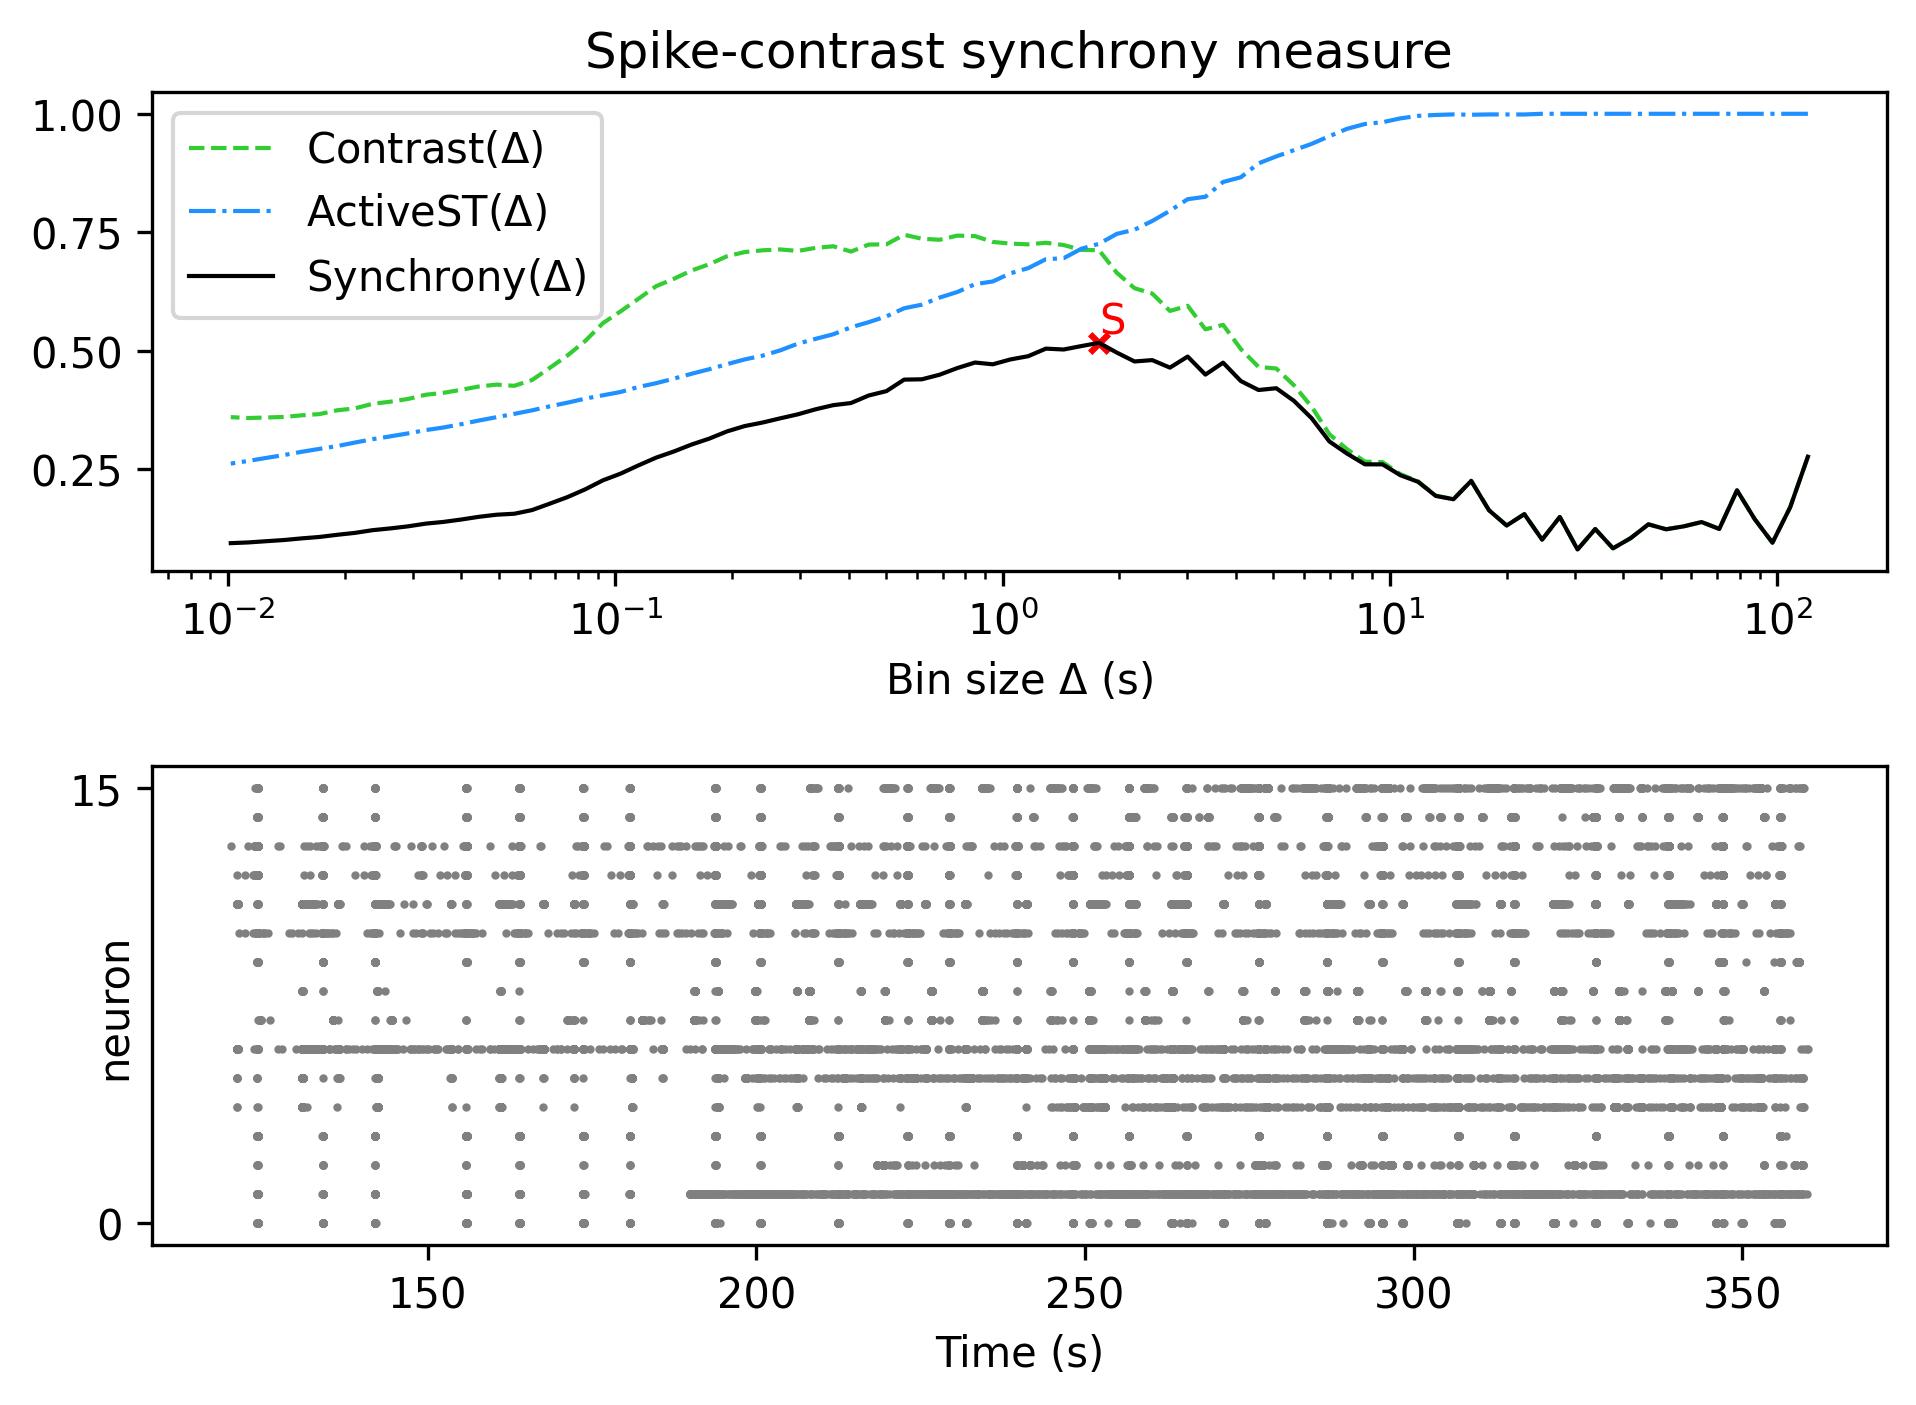 Spike-contrast synchrony measure
1.00
0.75
0.50
0.25
Contrast(Δ)
ActiveST(Δ)
Synchrony(Δ)
S
10⁻² 10⁻¹ 10⁰ 10¹ 10²
Bin size Δ (s)
15
0
neuron
150 200 250 300 350
Time (s)